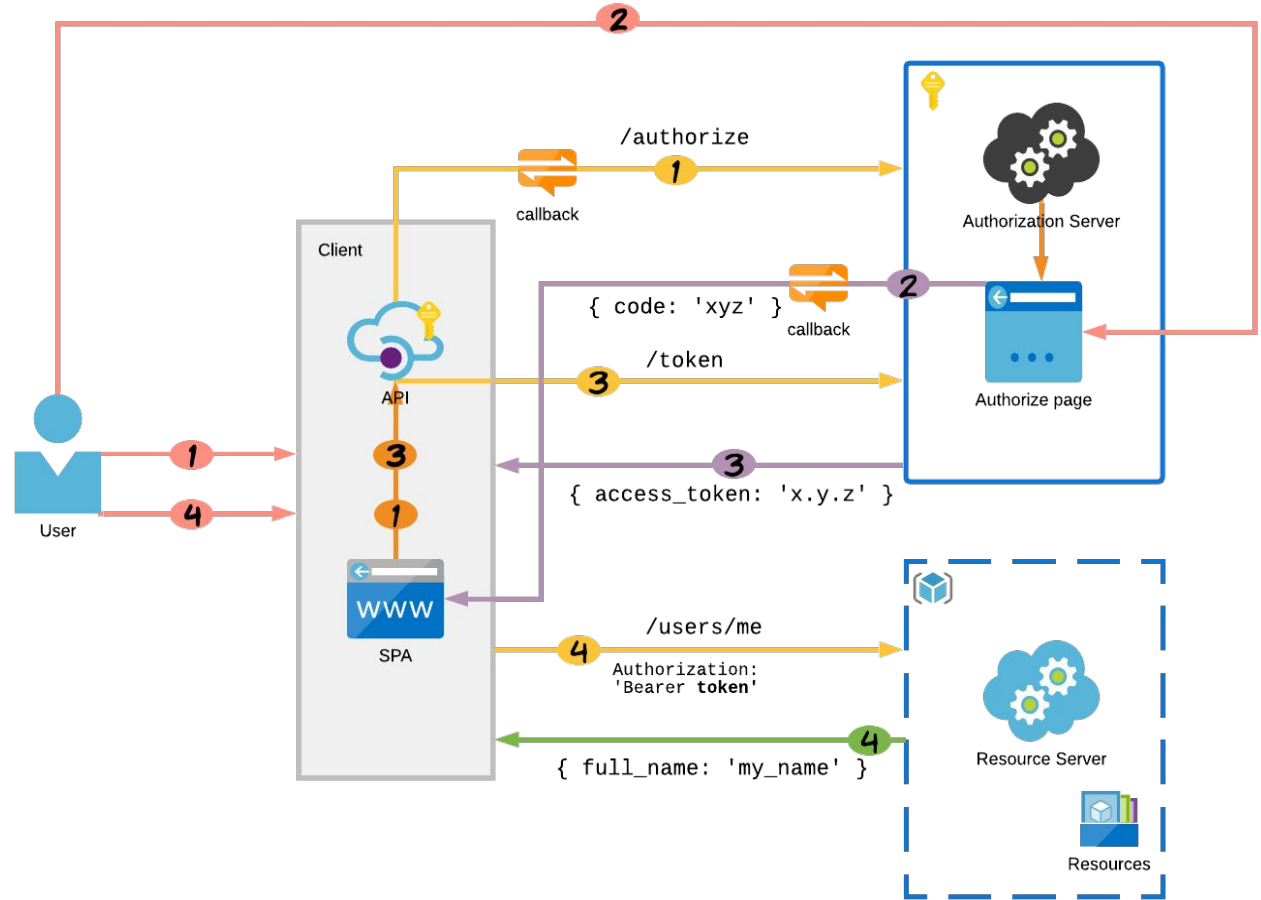 2
/authorize
1
callback
Authorization Server
Client
2
{ code: 'xyz' }
callback
/token
3
API
Authorize page
1
3
3
{ access_token: 'x.y.z' }
4
1
User
WWW
SPA
/users/me
4
Authorization:
'Bearer token'
4
{ full_name: 'my_name' }
Resource Server
Resources